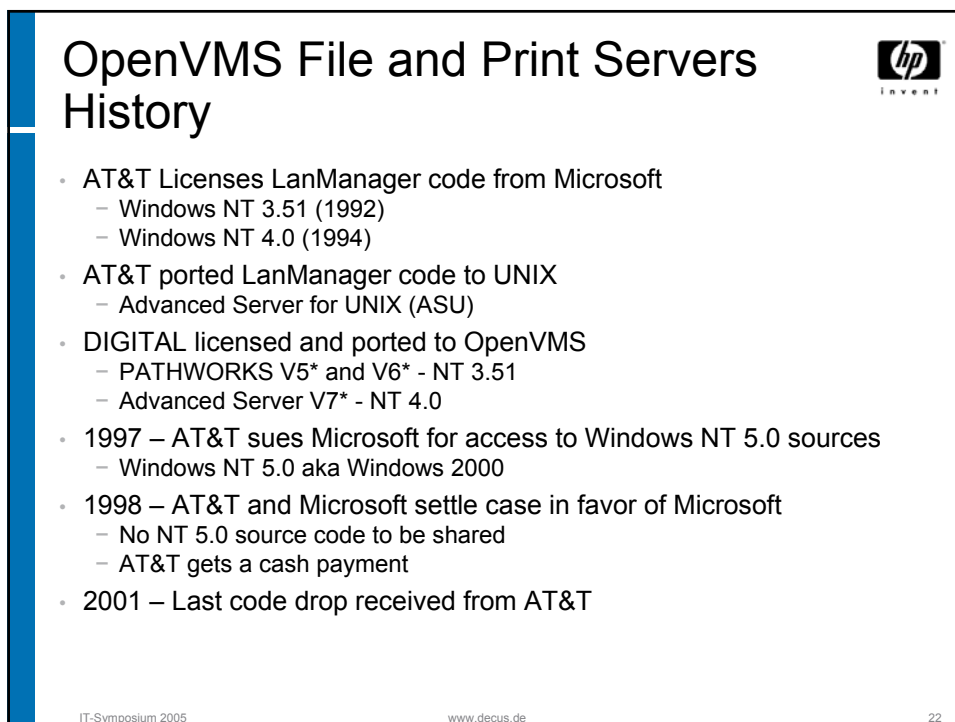 OpenVMS File and Print Servers
History
hp
invent
• AT&T Licenses LanManager code from Microsoft
− Windows NT 3.51 (1992)
− Windows NT 4.0 (1994)
• AT&T ported LanManager code to UNIX
− Advanced Server for UNIX (ASU)
• DIGITAL licensed and ported to OpenVMS
− PATHWORKS V5* and V6* - NT 3.51
− Advanced Server V7* - NT 4.0
• 1997 – AT&T sues Microsoft for access to Windows NT 5.0 sources
− Windows NT 5.0 aka Windows 2000
• 1998 – AT&T and Microsoft settle case in favor of Microsoft
− No NT 5.0 source code to be shared
− AT&T gets a cash payment
• 2001 – Last code drop received from AT&T
IT-Symposium 2005
www.decus.de
22